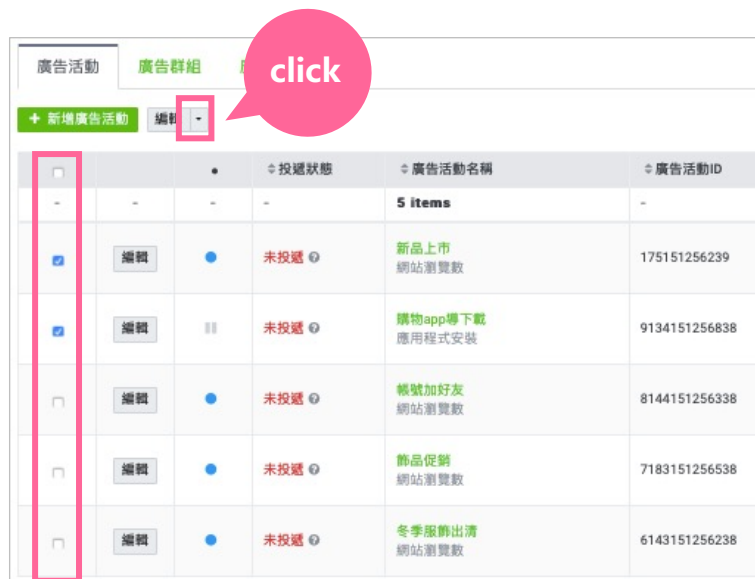 click
廣告活動 廣告群組
+ 新增廣告活動 編輯
投遞狀態 廣告活動名稱 廣告活動ID
- - - - 5 items -
編輯 未投遞 新品上市 175151256239
網站瀏覽數
編輯 未投遞 購物app導下載 9134151256838
應用程式安裝
編輯 未投遞 帳號加好友 8144151256338
網站瀏覽數
編輯 未投遞 飾品促銷 7183151256538
網站瀏覽數
編輯 未投遞 冬季服飾出清 6143151256238
網站瀏覽數